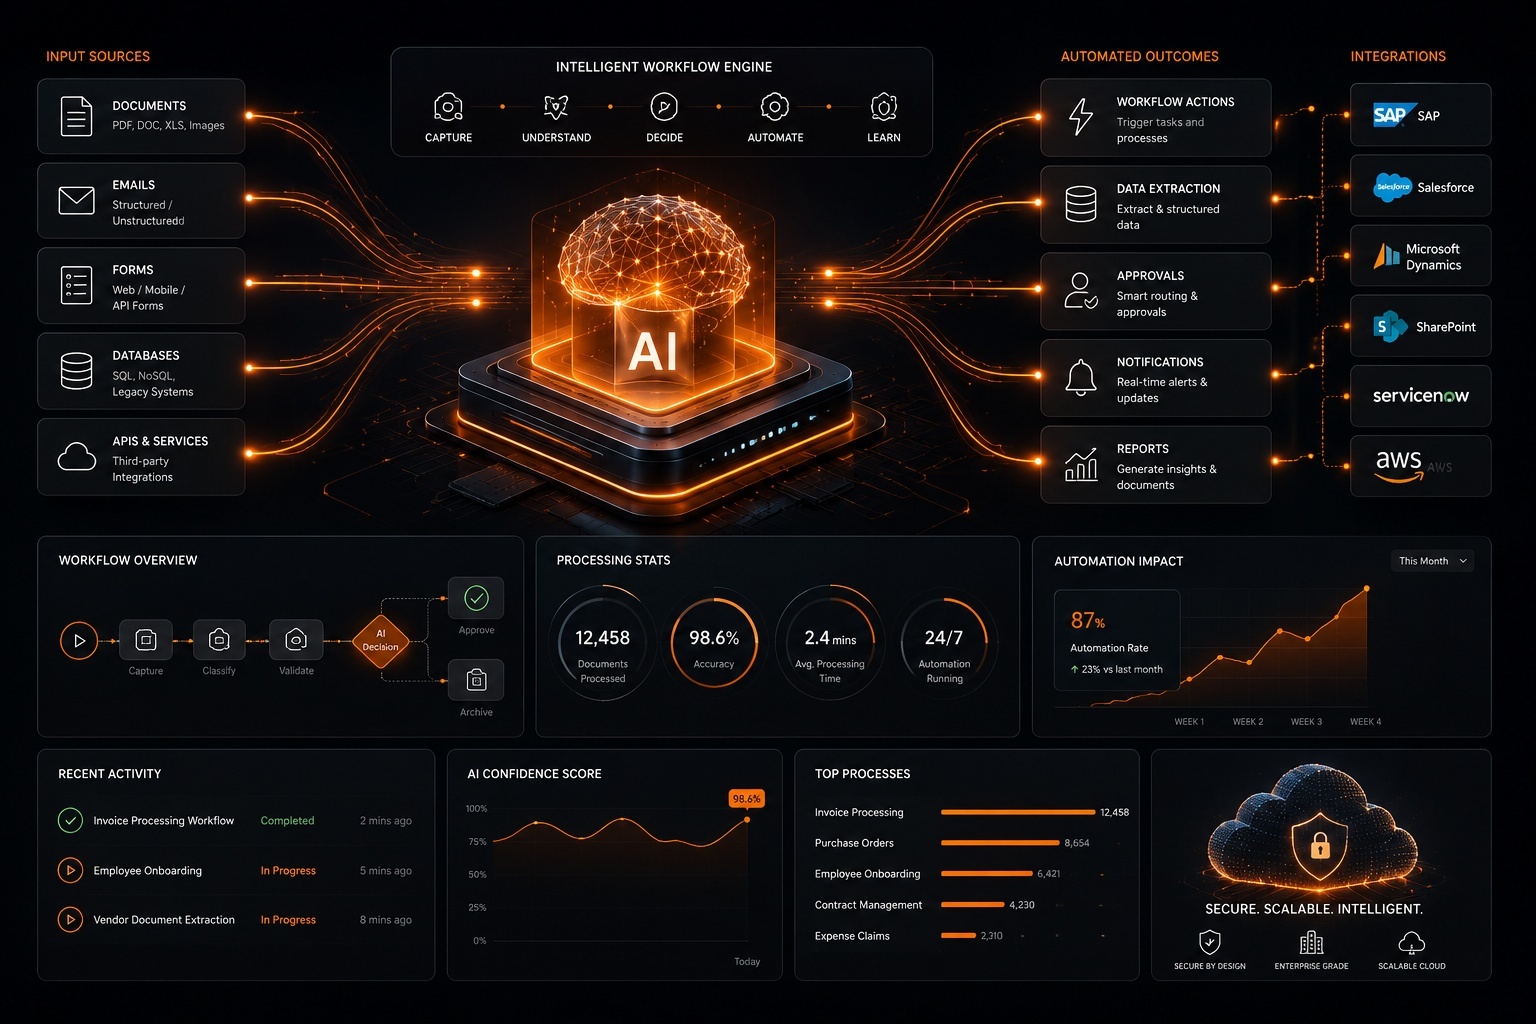 INPUT SOURCES
DOCUMENTS
PDF, DOC, XLS, Images
EMAILS
Structured /
Unstructuredd
FORMS
Web / Mobile /
API Forms
DATABASES
SQL, NoSQL,
Legacy Systems
APIS & SERVICES
Third-party
Integrations
INTELLIGENT WORKFLOW ENGINE
CAPTURE
UNDERSTAND
DECIDE
AUTOMATE
LEARN
AI
AUTOMATED OUTCOMES
WORKFLOW ACTIONS
Trigger tasks and
processes
DATA EXTRACTION
Extract & structured
data
APPROVALS
Smart routing &
approvals
NOTIFICATIONS
Real-time alerts &
updates
REPORTS
Generate insights &
documents
INTEGRATIONS
SAP SAP
Salesforce Salesforce
Microsoft
Dynamics
S SharePoint
servicenow
aws AWS
WORKFLOW OVERVIEW
Capture
Classify
Validate
AI
Decision
Approve
Archive
PROCESSING STATS
12,458
Documents
Processed
98.6%
Accuracy
2.4 mins
Avg. Processing
Time
24/7
Automation
Running
AUTOMATION IMPACT
This Month
87%
Automation Rate
↑ 23% vs last month
WEEK 1
WEEK 2
WEEK 3
WEEK 4
RECENT ACTIVITY
Invoice Processing Workflow Completed 2 mins ago
Employee Onboarding In Progress 5 mins ago
Vendor Document Extraction In Progress 8 mins ago
AI CONFIDENCE SCORE
98.6%
100%
75%
50%
25%
0%
Today
TOP PROCESSES
Invoice Processing 12,458
Purchase Orders 8,654
Employee Onboarding 6,421
Contract Management 4,230
Expense Claims 2,310
SECURE. SCALABLE. INTELLIGENT.
SECURE BY DESIGN
ENTERPRISE GRADE
SCALABLE CLOUD